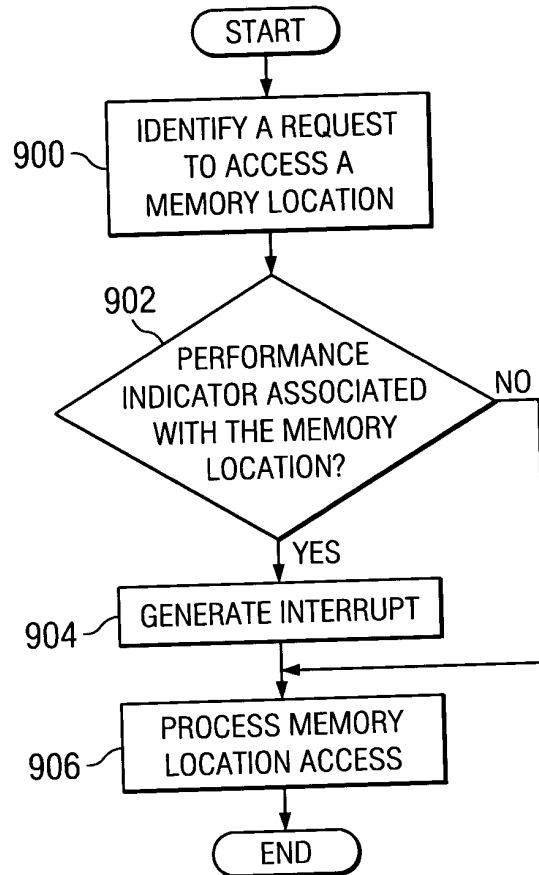 START
900
IDENTIFY A REQUEST
TO ACCESS A
MEMORY LOCATION
902
PERFORMANCE
INDICATOR ASSOCIATED
WITH THE MEMORY
LOCATION?
NO
YES
904
GENERATE INTERRUPT
906
PROCESS MEMORY
LOCATION ACCESS
END